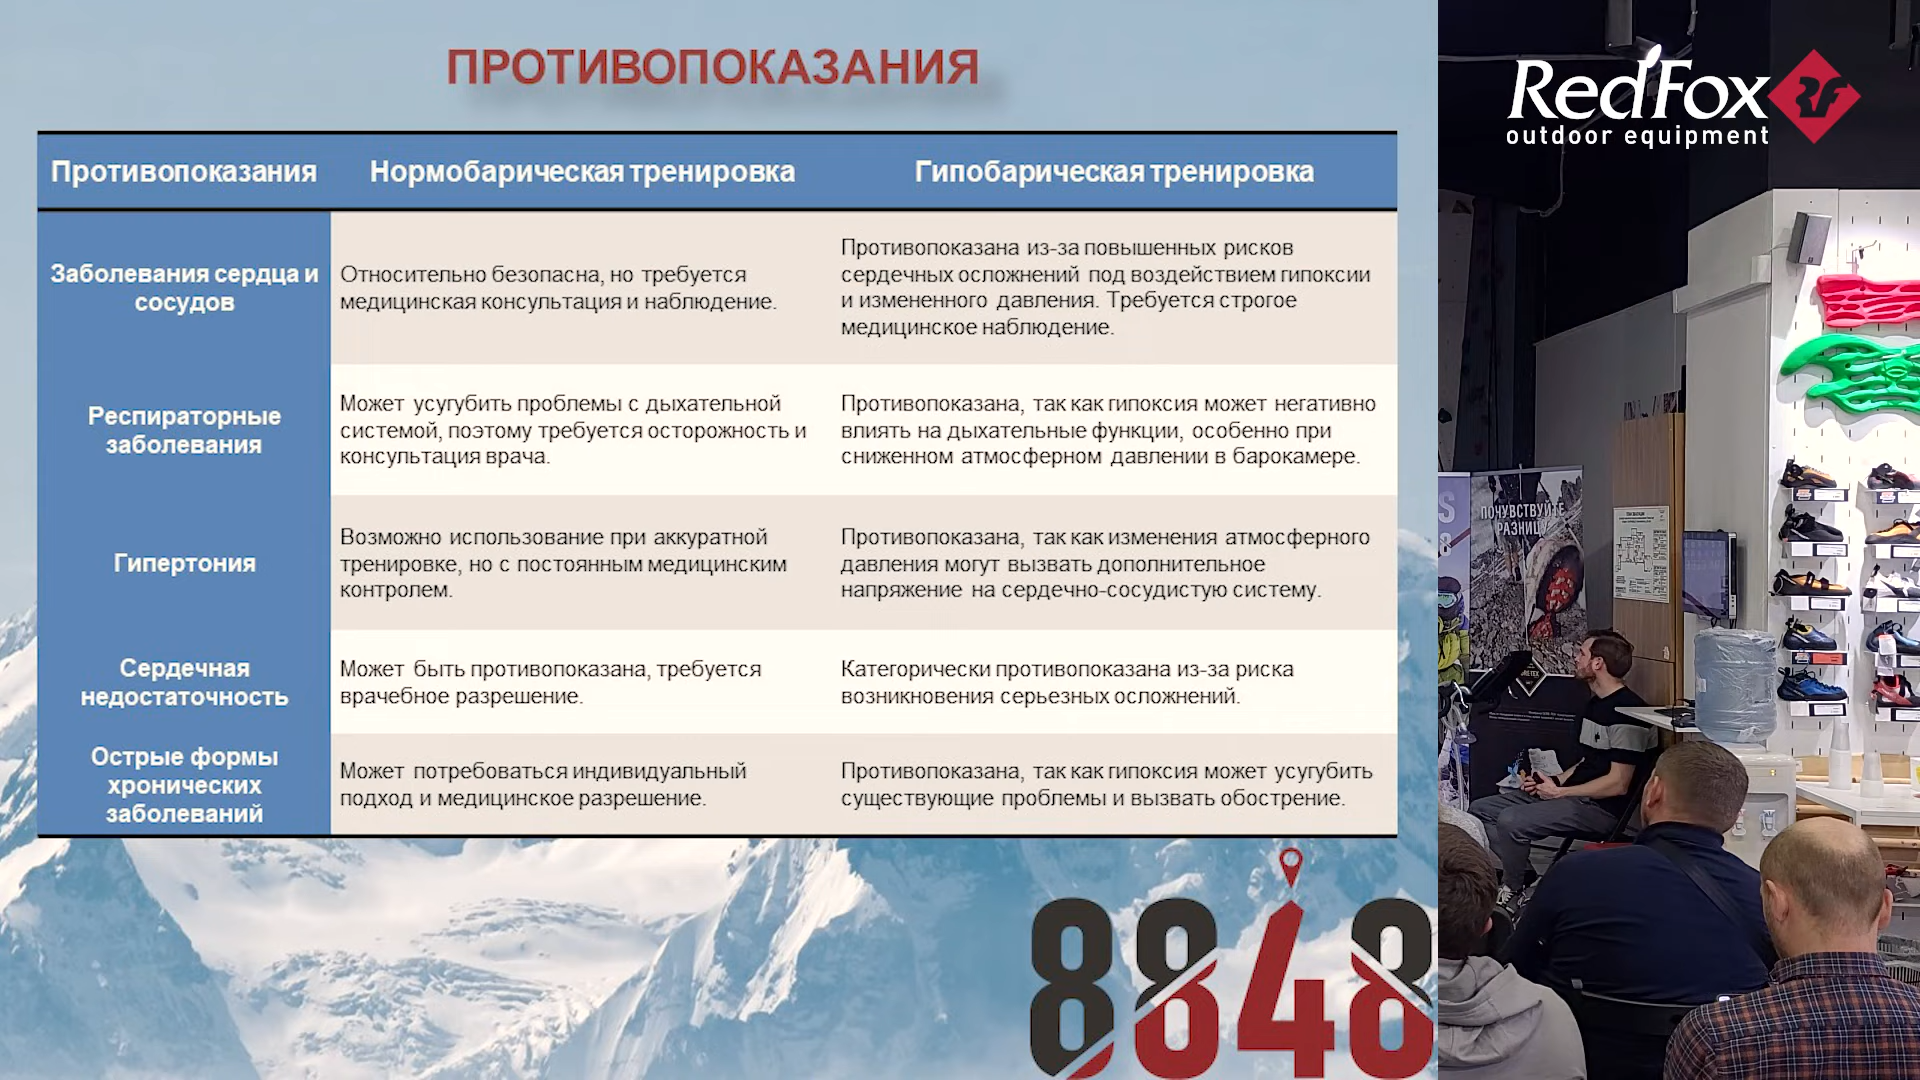 ПРОТИВОПОКАЗАНИЯ
Противопоказания
Нормобарическая тренировка
Гипобарическая тренировка
Заболевания сердца и
сосудов
Относительно безопасна, но требуется
медицинская консультация и наблюдение.
Противопоказана из-за повышенных рисков
сердечных осложнений под воздействием гипоксии
и измененного давления. Требуется строгое
медицинское наблюдение.
Респираторные
заболевания
Может усугубить проблемы с дыхательной
системой, поэтому требуется осторожность и
консультация врача.
Противопоказана, так как гипоксия может негативно
влиять на дыхательные функции, особенно при
сниженном атмосферном давлении в барокамере.
Гипертония
Возможно использование при аккуратной
тренировке, но с постоянным медицинским
контролем.
Противопоказана, так как изменения атмосферного
давления могут вызвать дополнительное
напряжение на сердечно-сосудистую систему.
Сердечная
недостаточность
Может быть противопоказана, требуется
врачебное разрешение.
Категорически противопоказана из-за риска
возникновения серьезных осложнений.
Острые формы
хронических
заболеваний
Может потребоваться индивидуальный
подход и медицинское разрешение.
Противопоказана, так как гипоксия может усугубить
существующие проблемы и вызвать обострение.
8848
RedFox
outdoor equipment
ПОЧУВСТВУЙТЕ
РАЗНИЦУ